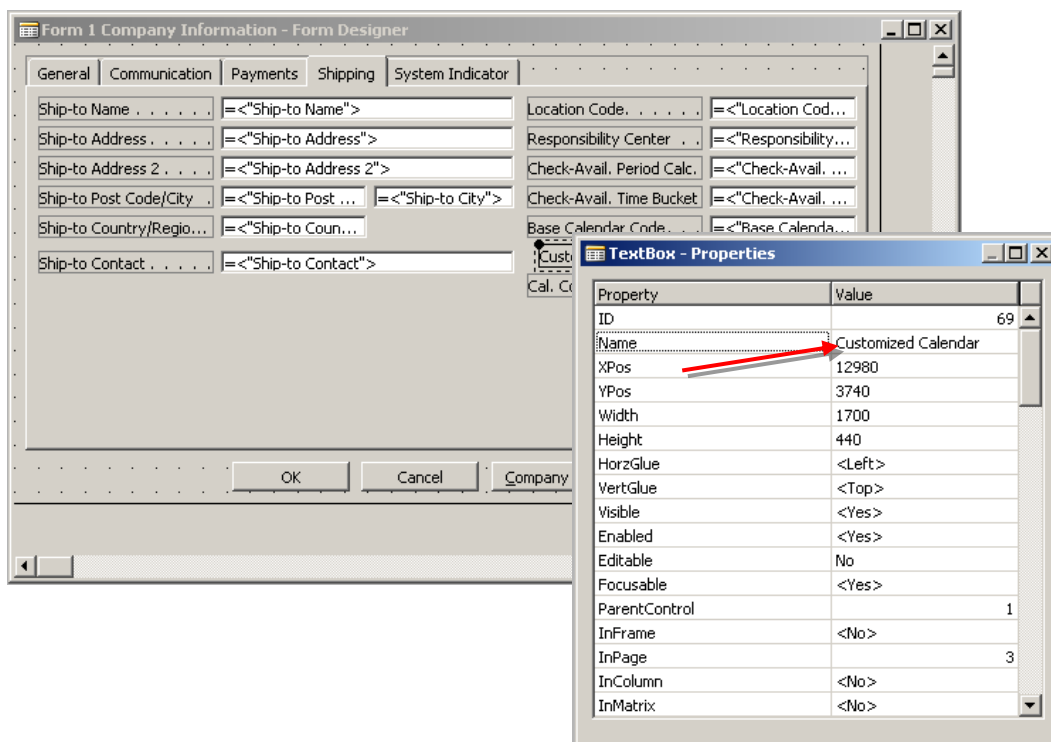 Form 1 Company Information - Form Designer
General Communication Payments Shipping System Indicator
Ship-to Name . . . . . . =<"Ship-to Name"> Location Code. . . . . . =<"Location Cod...
Ship-to Address. . . . . =<"Ship-to Address"> Responsibility Center . . =<"Responsibility...
Ship-to Address 2 . . . . =<"Ship-to Address 2"> Check-Avail. Period Calc. =<"Check-Avail. ...
Ship-to Post Code/City . =<"Ship-to Post ... =<"Ship-to City"> Check-Avail. Time Bucket =<"Check-Avail. ...
Ship-to Country/Regio... =<"Ship-to Coun... Base Calendar Code. . . =<"Base Calenda...
Ship-to Contact . . . . . =<"Ship-to Contact">
OK Cancel Company
TextBox - Properties
Property Value
ID 69
Name Customized Calendar
XPos 12980
YPos 3740
Width 1700
Height 440
HorzGlue <Left>
VertGlue <Top>
Visible <Yes>
Enabled <Yes>
Editable No
Focusable <Yes>
ParentControl 1
InFrame <No>
InPage 3
InColumn <No>
InMatrix <No>